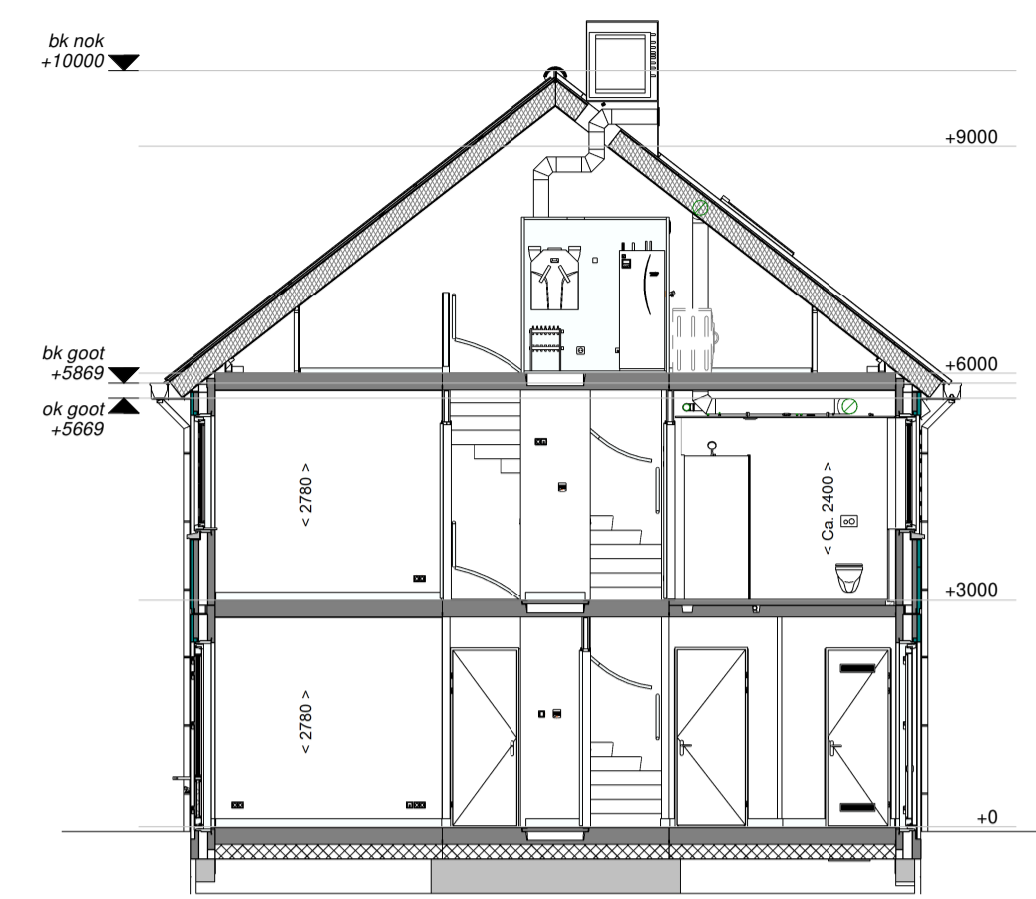 bk nok
+10000
+9000
bk goot
+5869
+6000
ok goot
+5669
< 2780 >
< Ca. 2400 >
+3000
< 2780 >
+0